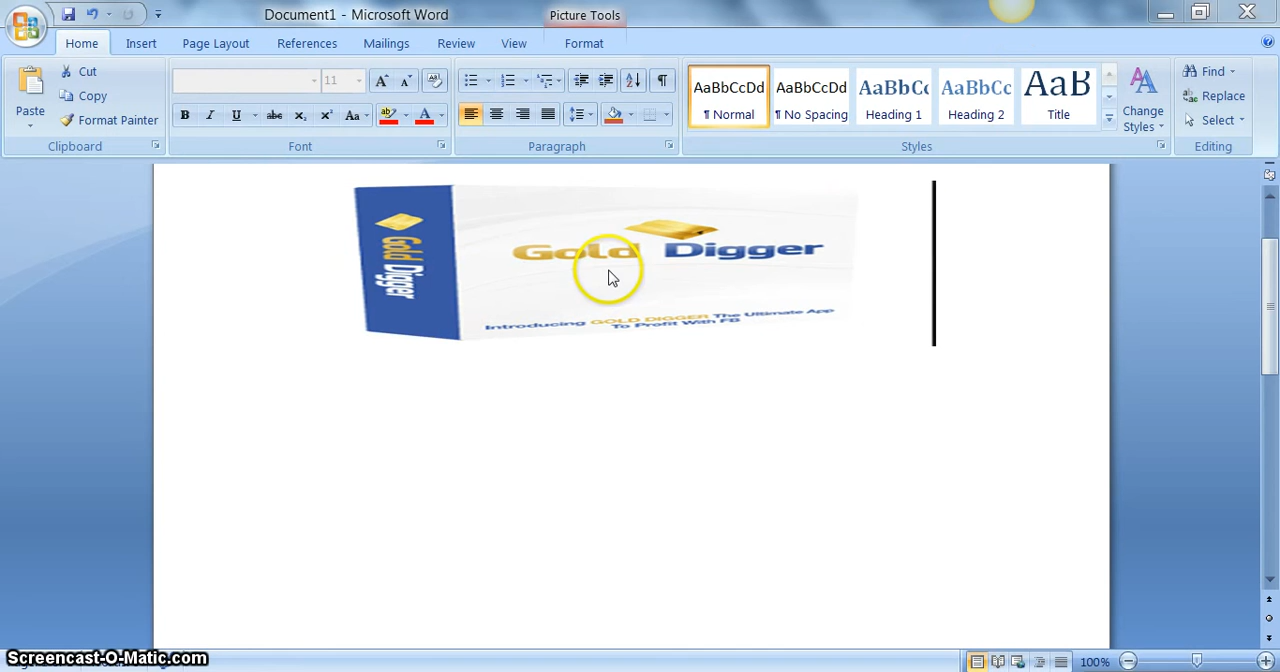 Document1 - Microsoft Word
Picture Tools
Home
Insert
Page Layout
References
Mailings
Review
View
Format
Paste
Cut
Copy
Format Painter
Clipboard
11
Font
Paragraph
AaBbCcDd
¶ Normal
AaBbCcDd
¶ No Spacing
AaBbCc
Heading 1
AaBbCc
Heading 2
AaB
Title
Change
Styles
Styles
Find
Replace
Select
Editing
Gold Digger
Gold Digger
Introducing GOLD DIGGER The Ultimate App
To Profit With FB
Screencast-O-Matic.com
100%